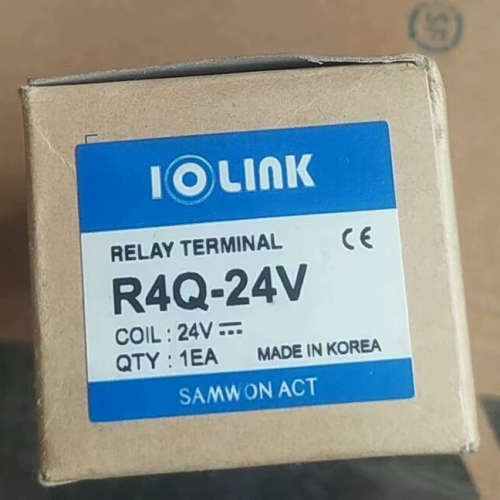 IOLINK
RELAY TERMINAL
CE
R4Q-24V
COIL : 24V
QTY : 1EA
MADE IN KOREA
SAMWON ACT